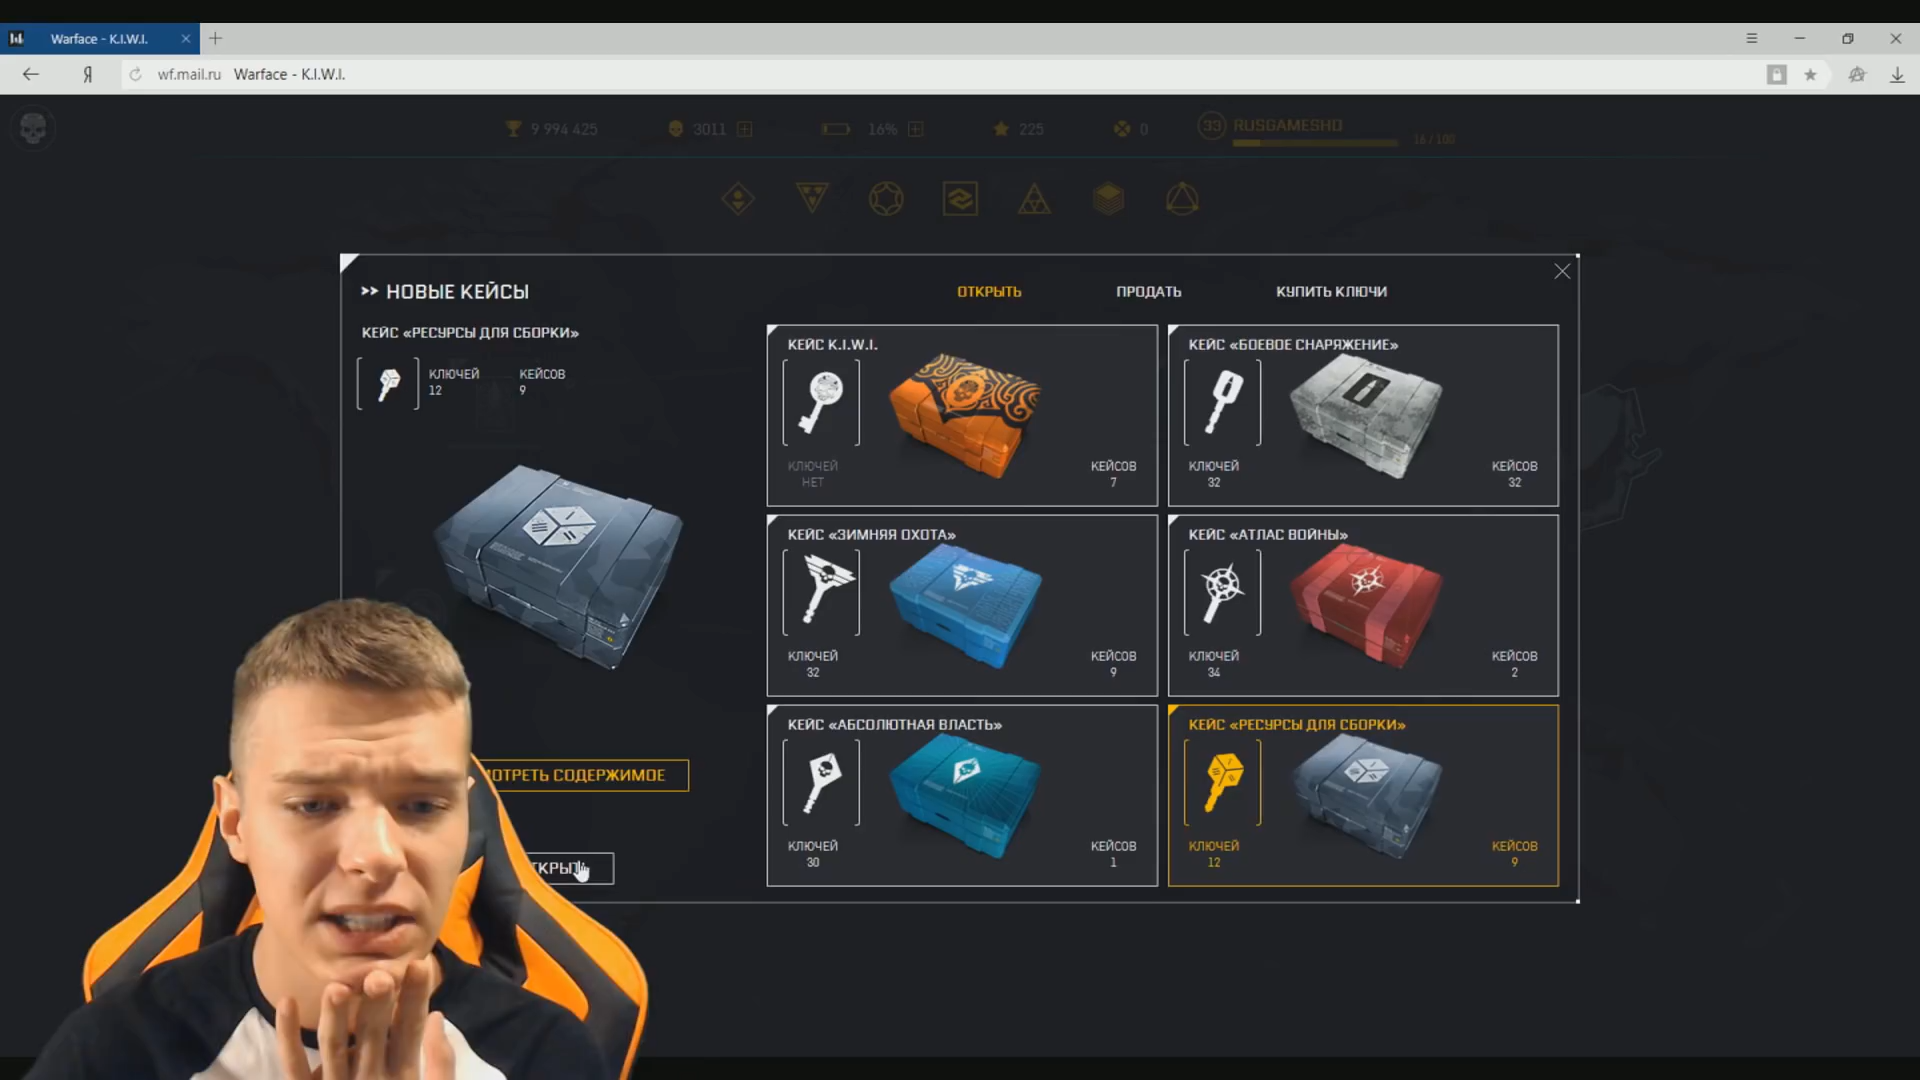 Warface - K.I.W.I.
Я wf.mail.ru Warface - K.I.W.I.
9 994 425 3011 16% 225 0 33 RUSGAMESHD 16 / 100
>> НОВЫЕ КЕЙСЫ
ОТКРЫТЬ ПРОДАТЬ КУПИТЬ КЛЮЧИ
КЕЙС «РЕСУРСЫ ДЛЯ СБОРКИ»
КЛЮЧЕЙ КЕЙСОВ
12 9
КЕЙС K.I.W.I.
КЛЮЧЕЙ КЕЙСОВ
НЕТ 7
КЕЙС «БОЕВОЕ СНАРЯЖЕНИЕ»
КЛЮЧЕЙ КЕЙСОВ
32 32
КЕЙС «ЗИМНЯЯ ОХОТА»
КЛЮЧЕЙ КЕЙСОВ
32 9
КЕЙС «АТЛАС ВОЙНЫ»
КЛЮЧЕЙ КЕЙСОВ
34 2
КЕЙС «АБСОЛЮТНАЯ ВЛАСТЬ»
КЛЮЧЕЙ КЕЙСОВ
30 1
КЕЙС «РЕСУРСЫ ДЛЯ СБОРКИ»
КЛЮЧЕЙ КЕЙСОВ
12 9
ОТРЕТЬ СОДЕРЖИМОЕ
ТКРЫТЬ